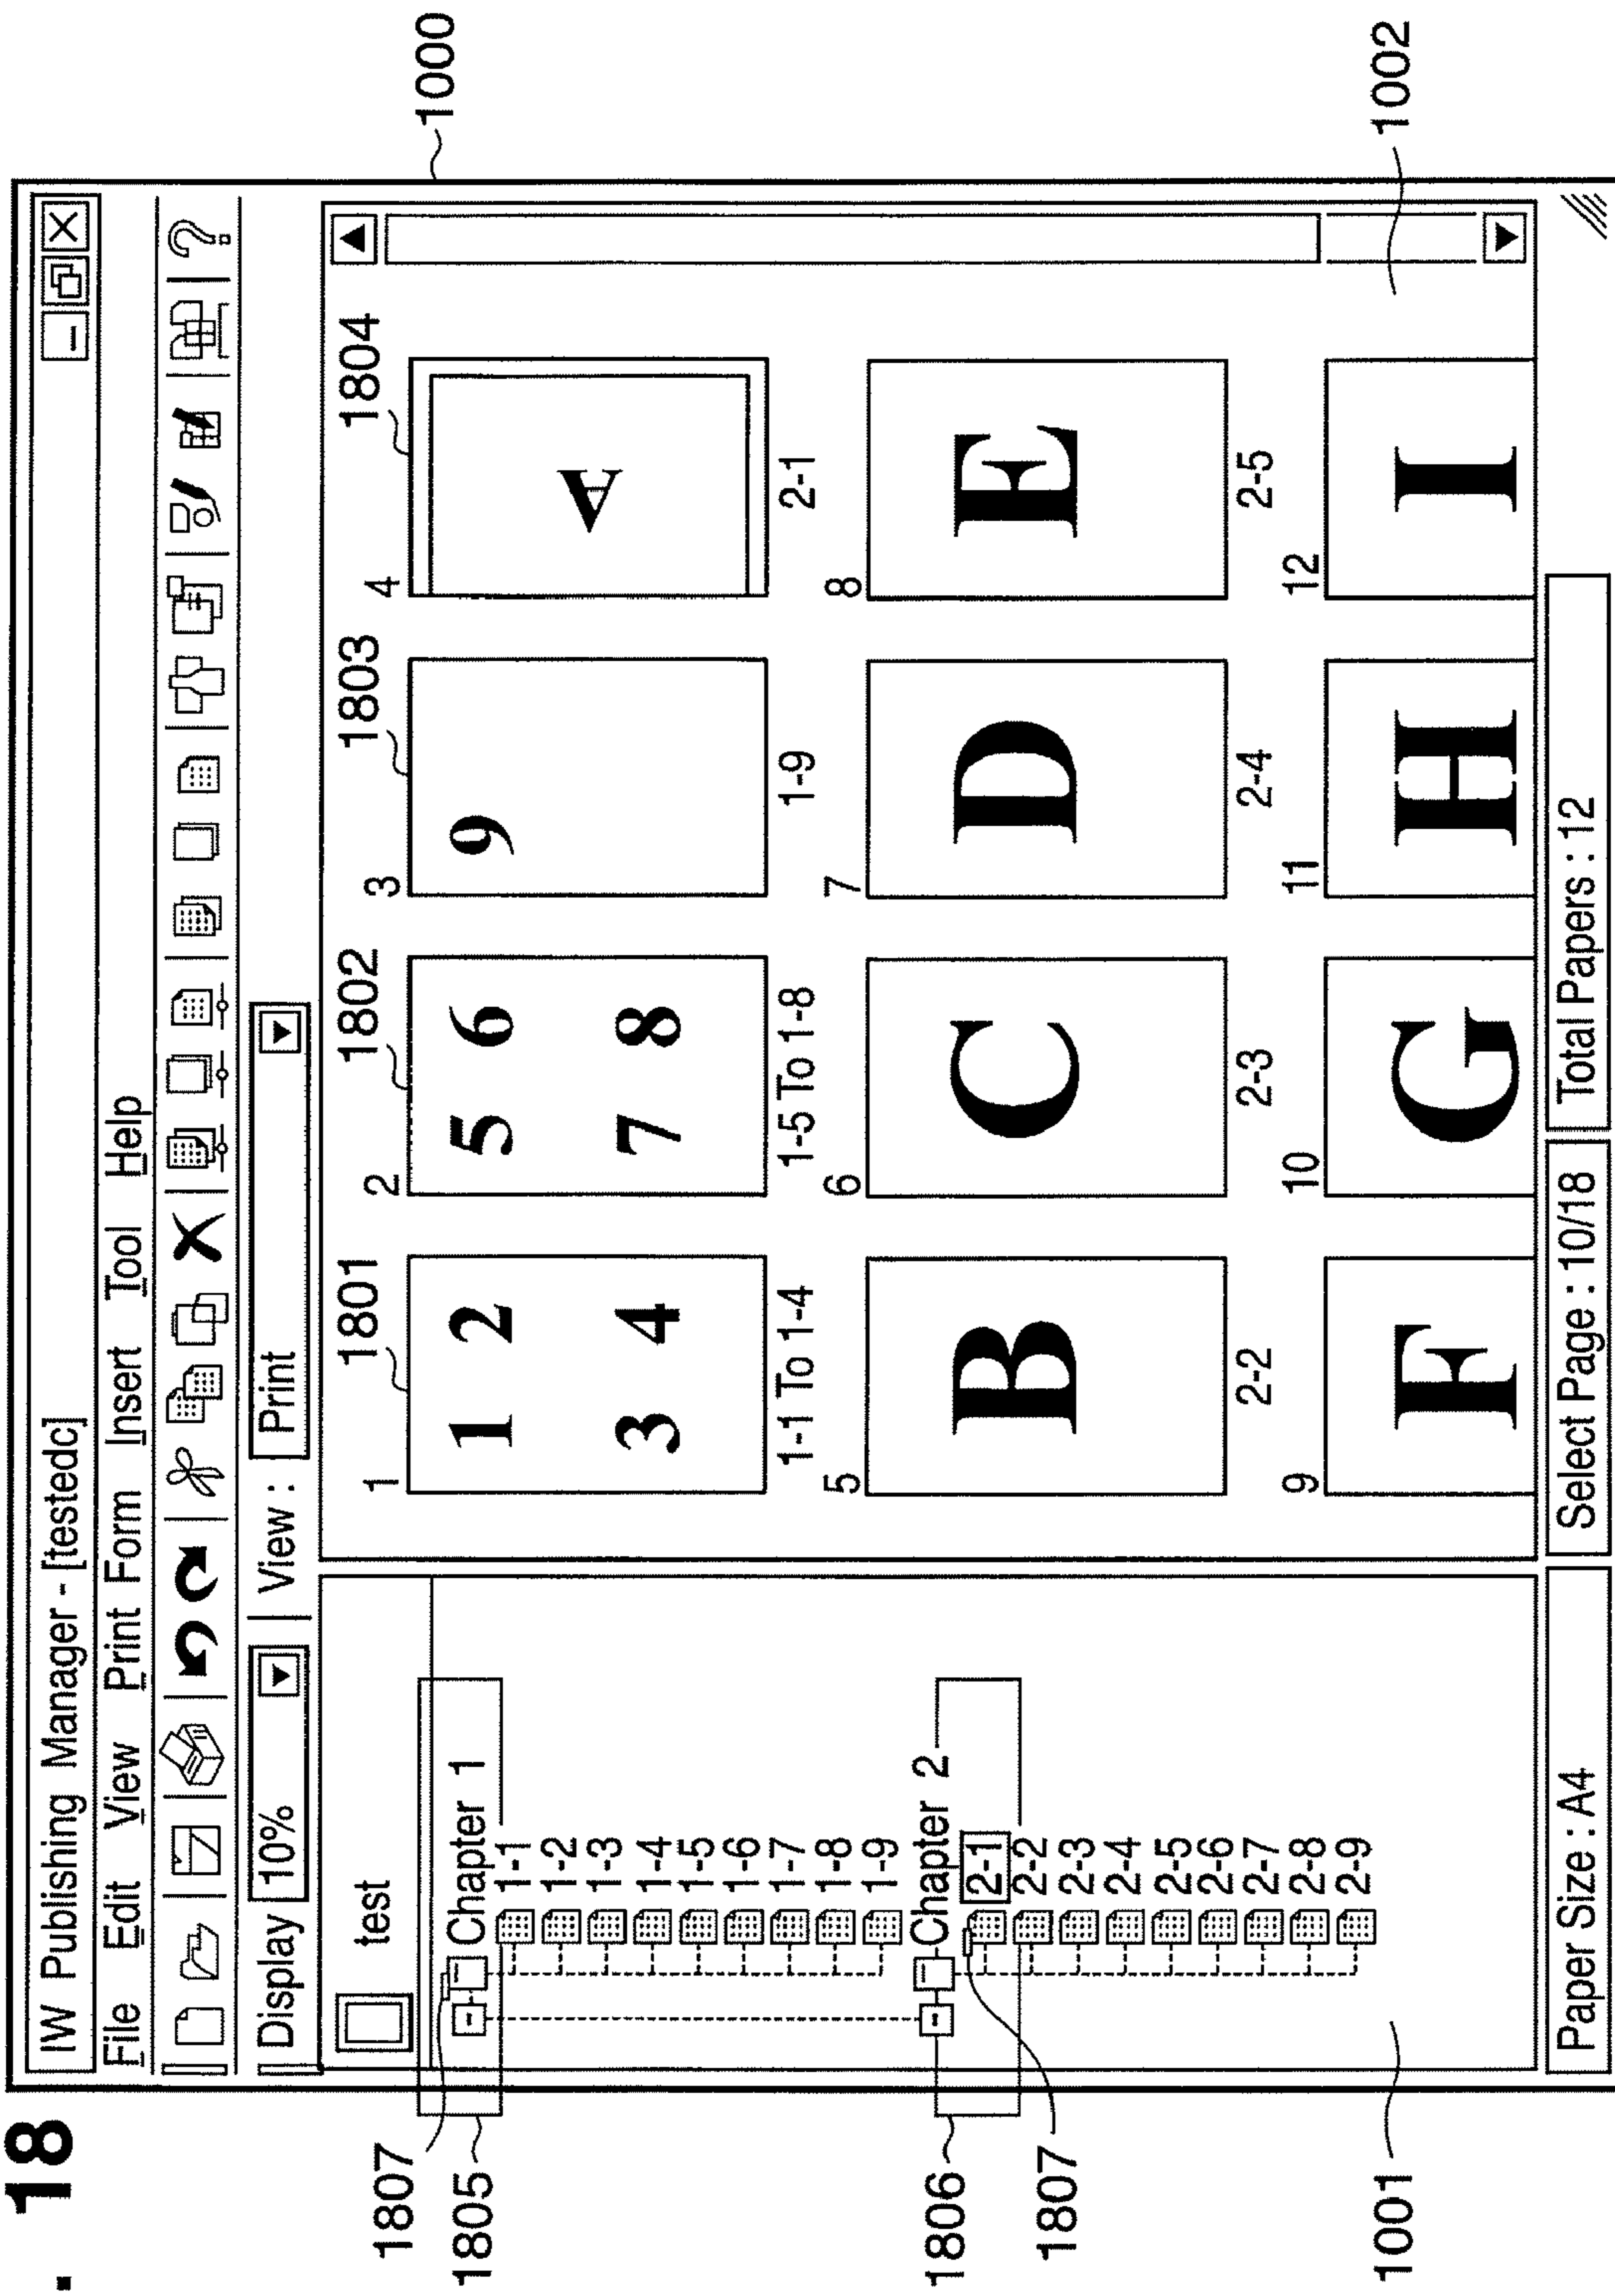 . 18
1000
IW Publishing Manager - [testedc]
File Edit View Print Form Insert Tool Help
?
Display 10% View : Print
test
1807
1805
Chapter 1
1-1
1-2
1-3
1-4
1-5
1-6
1-7
1-8
1-9
1806
Chapter 2
1807
2-1
2-2
2-3
2-4
2-5
2-6
2-7
2-8
2-9
1001
1801 1802 1803 1804
1 2 3 4
1 2 5 6 9 A
3 4 7 8
1-1 To 1-4 1-5 To 1-8 1-9 2-1
5 6 7 8
B C D E
2-2 2-3 2-4 2-5
9 10 11 12
F G H I
1002
Paper Size : A4 Select Page : 10/18 Total Papers : 12